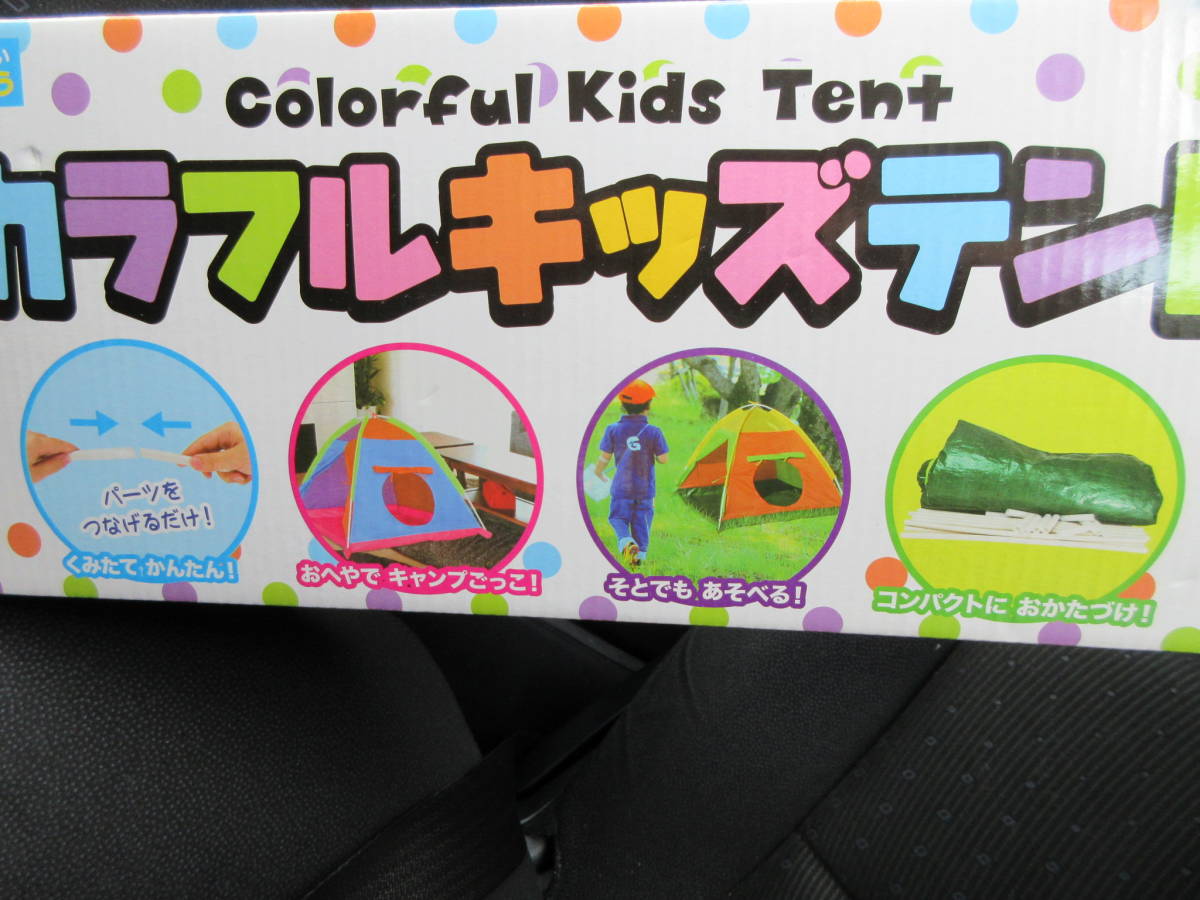 い
う
Colorful Kids Tent
カラフルキッズテント
パーツを
つなげるだけ！
くみたて かんたん！
おへやで キャンプごっこ！
G
そとでも あそべる！
コンパクトに おかたづけ！